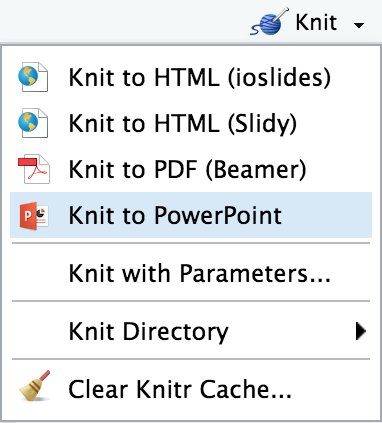 Knit
Knit to HTML (ioslides)
Knit to HTML (Slidy)
Knit to PDF (Beamer)
P
Knit to PowerPoint
Knit with Parameters...
Knit Directory
Clear Knitr Cache...